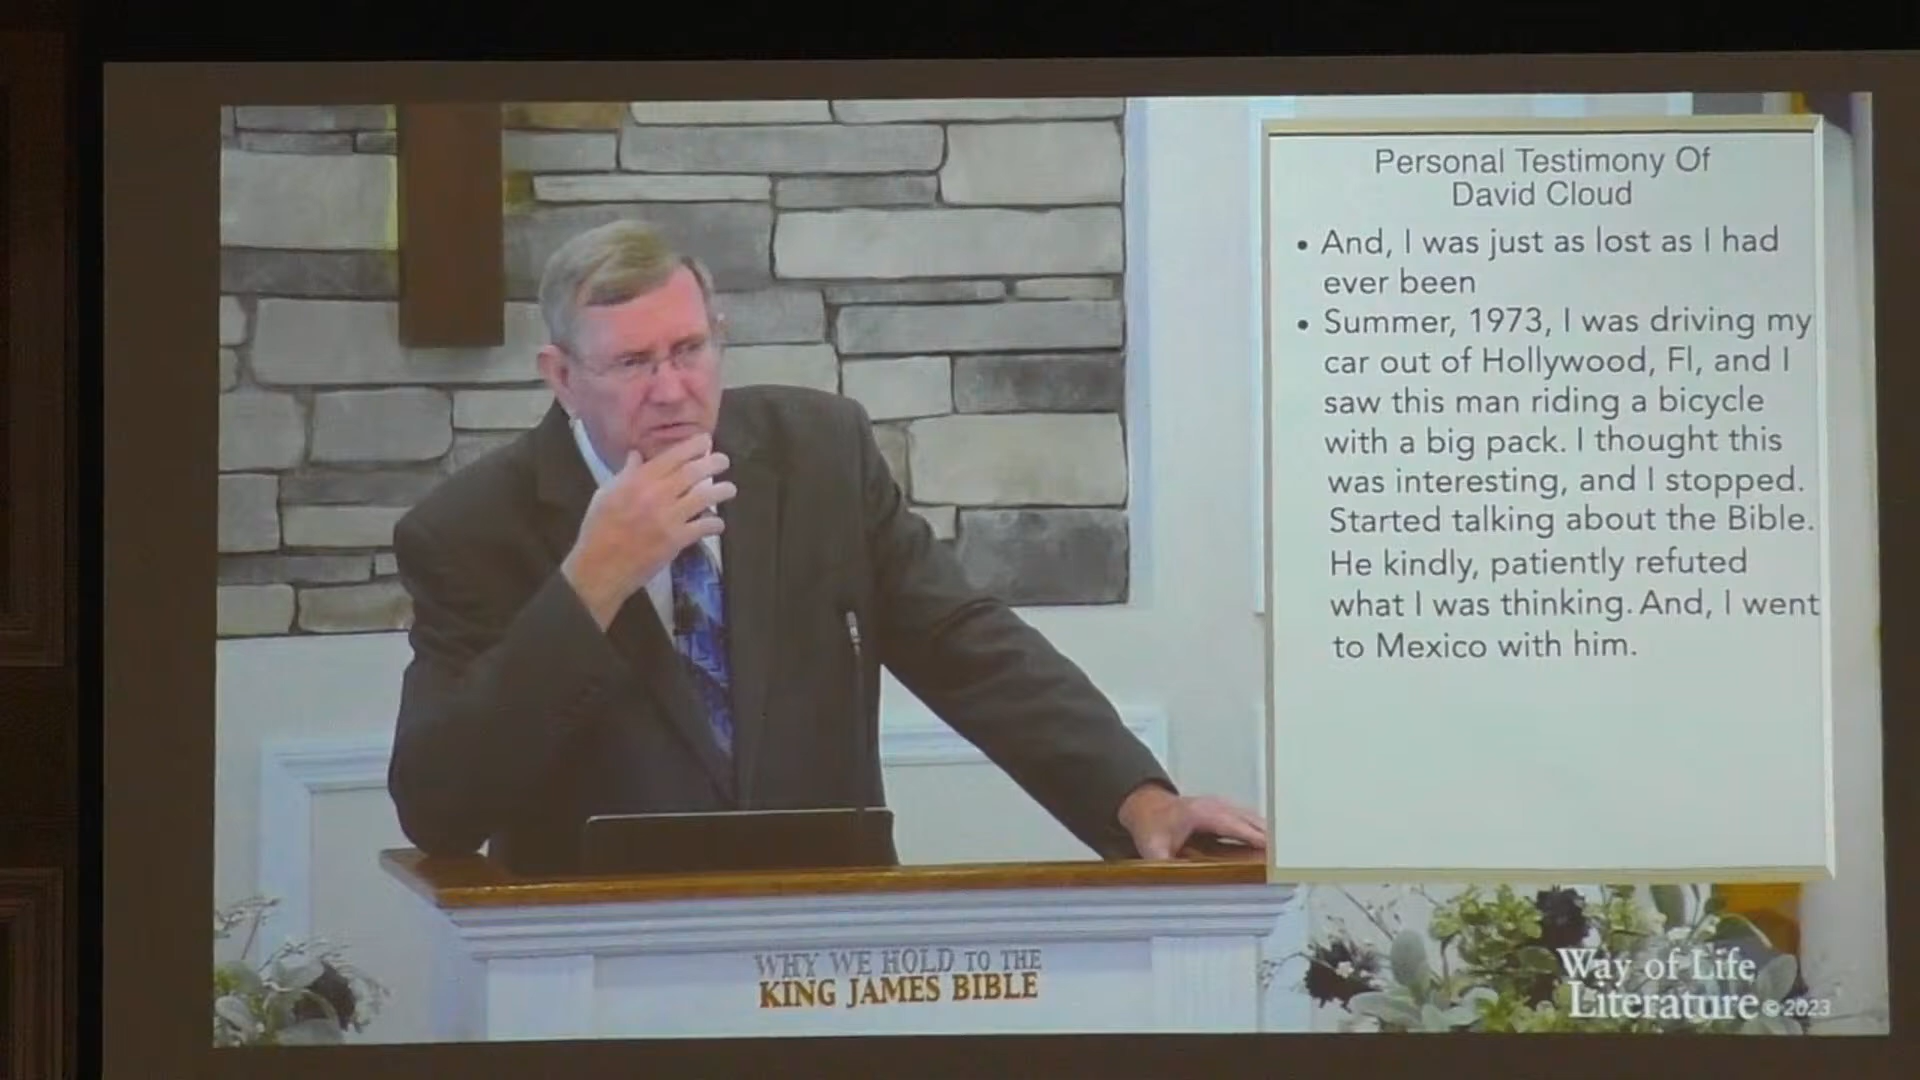 Personal Testimony Of
David Cloud
• And, I was just as lost as I had
ever been
• Summer, 1973, I was driving my
car out of Hollywood, Fl, and I
saw this man riding a bicycle
with a big pack. I thought this
was interesting, and I stopped.
Started talking about the Bible.
He kindly, patiently refuted
what I was thinking. And, I went
to Mexico with him.
WHY WE HOLD TO THE
KING JAMES BIBLE
Way of Life
Literature © 2023